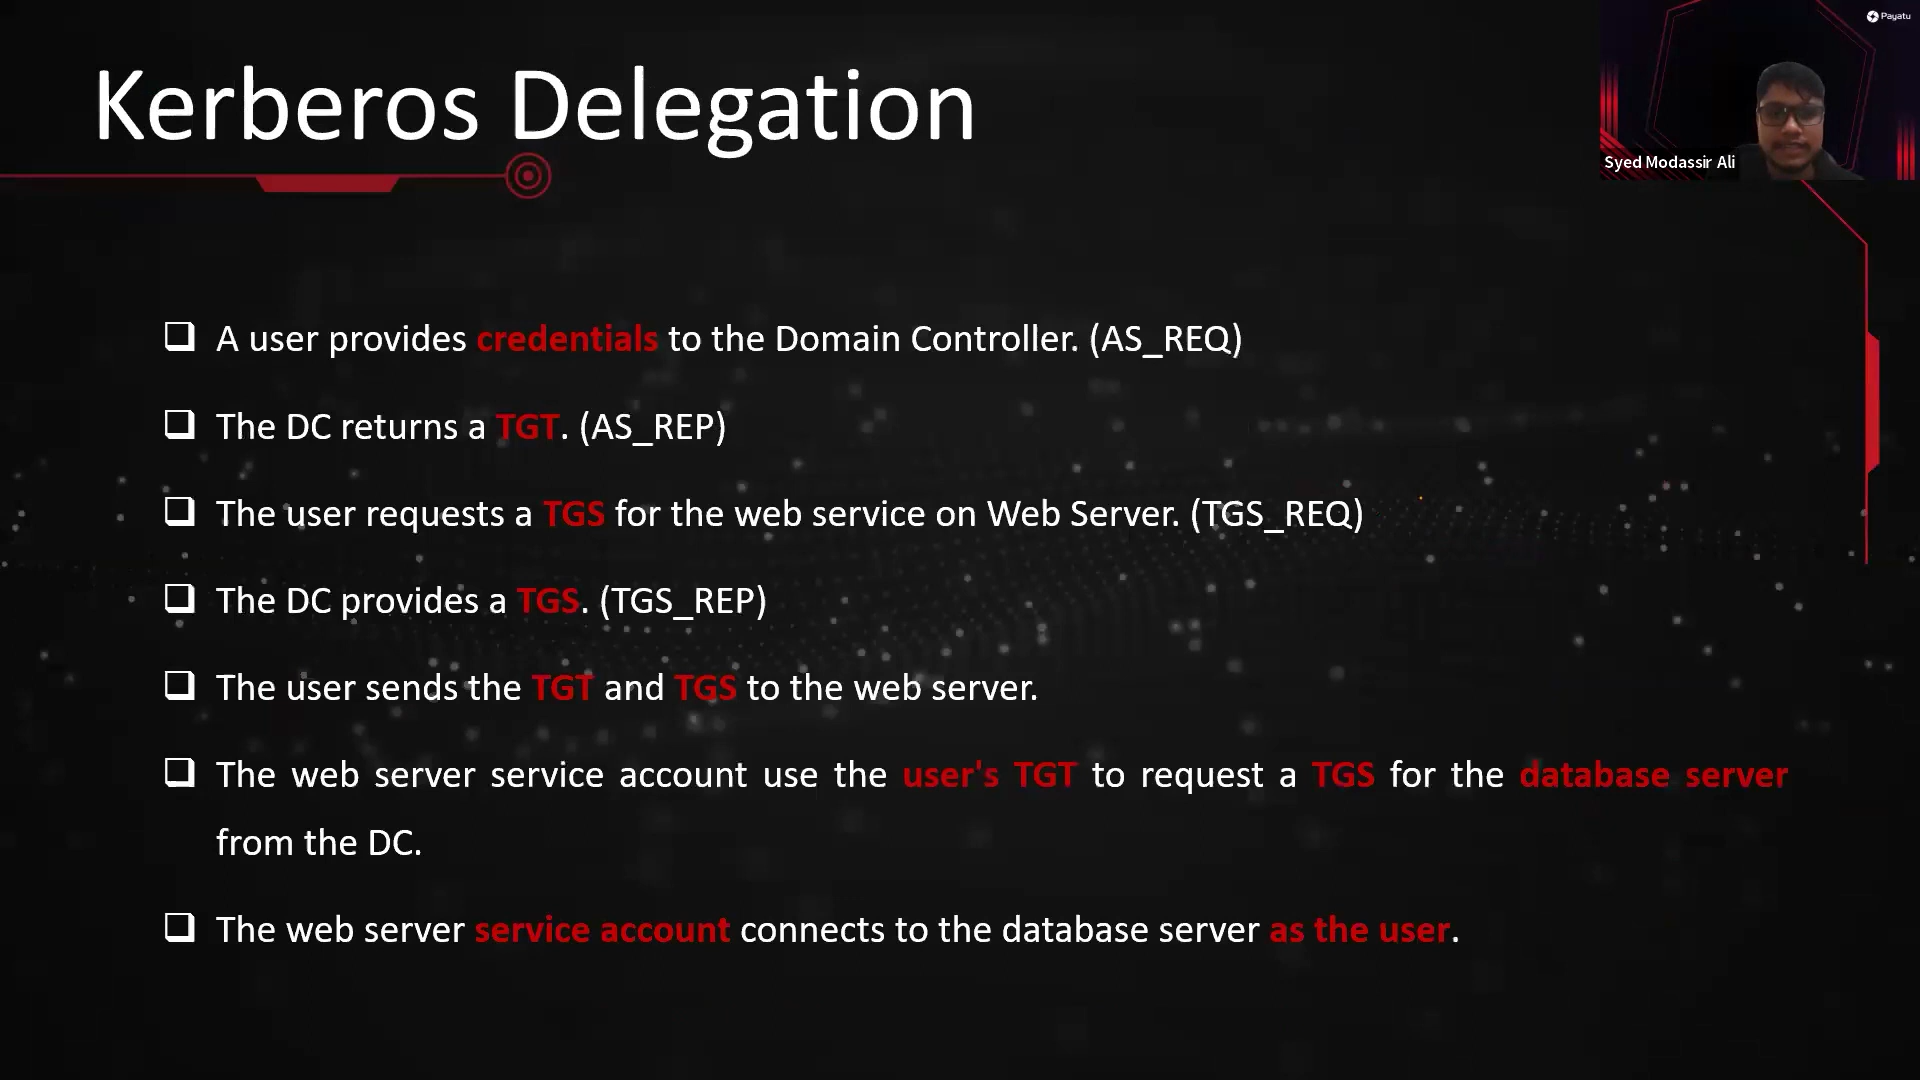 Kerberos Delegation
Payatu
Syed Modassir Ali
A user provides credentials to the Domain Controller. (AS_REQ)
The DC returns a TGT. (AS_REP)
The user requests a TGS for the web service on Web Server. (TGS_REQ)
The DC provides a TGS. (TGS_REP)
The user sends the TGT and TGS to the web server.
The web server service account use the user's TGT to request a TGS for the database server
from the DC.
The web server service account connects to the database server as the user.